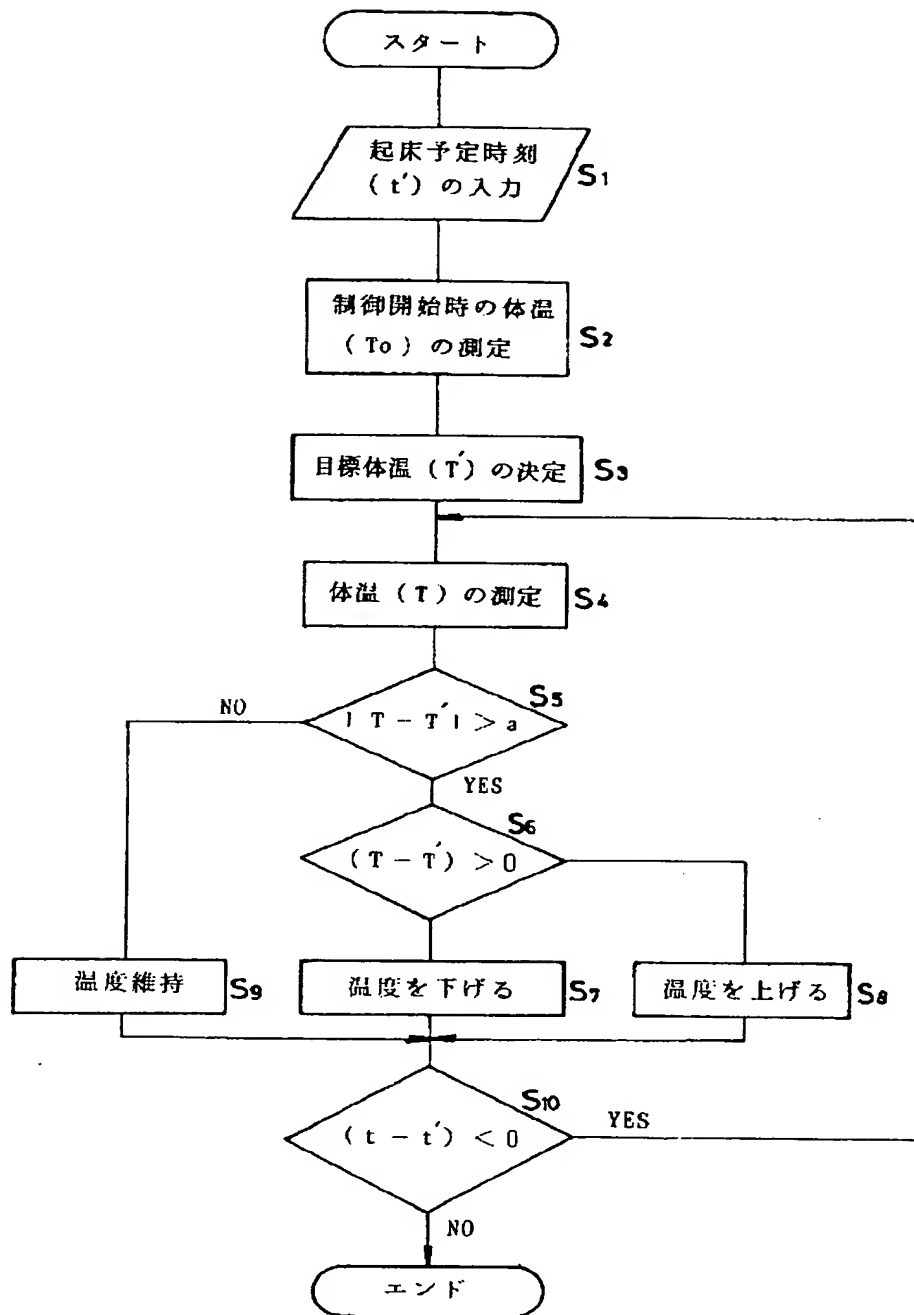 スタート
起床予定時刻
(t′)の入力
S1
制御開始時の体温
(To)の測定
S2
目標体温(T′)の決定
S3
体温(T)の測定
S4
S5
NO
| T - T′ | > a
YES
S6
(T - T′) > 0
温度維持
S9
温度を下げる
S7
温度を上げる
S8
S10
(t - t′) < 0
YES
NO
エンド